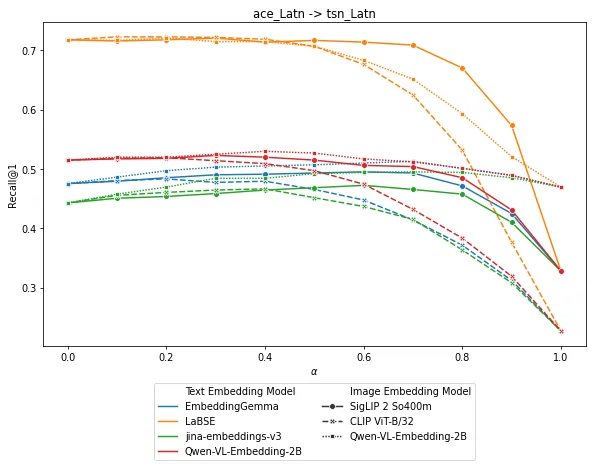 ace_Latn -> tsn_Latn
0.7
0.6
0.5
0.4
0.3
Recall@1
0.0 0.2 0.4 0.6 0.8 1.0
α
Text Embedding Model
EmbeddingGemma
LaBSE
jina-embeddings-v3
Qwen-VL-Embedding-2B
Image Embedding Model
SigLIP 2 So400m
CLIP ViT-B/32
Qwen-VL-Embedding-2B